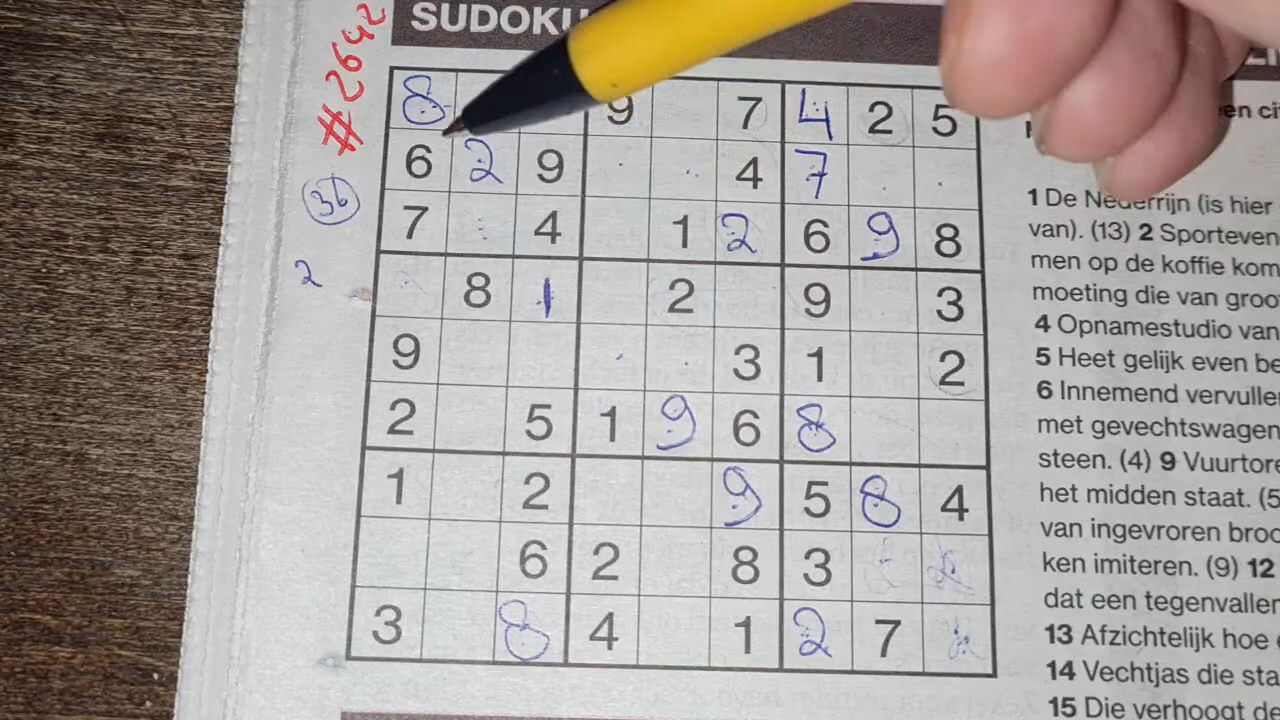 SUDOKU
#2642
36
2
8 9 7 4 2 5
6 2 9 4 7
7 4 1 2 6 9 8
8 1 2 9 3
9 3 1 2
2 5 1 9 6 8
1 2 9 5 8 4
6 2 8 3
3 8 4 1 2 7
en cij
1 De Nederrijn (is hier
van). (13) 2 Sporteven
men op de koffie kom
moeting die van groo
4 Opnamestudio van
5 Heet gelijk even be
6 Innemend vervulle
met gevechtswagen
steen. (4) 9 Vuurtore
het midden staat. (5
van ingevroren broo
ken imiteren. (9) 12
dat een tegenvaller
13 Afzichtelijk hoe
14 Vechtjas die sta
15 Die verhoogt de